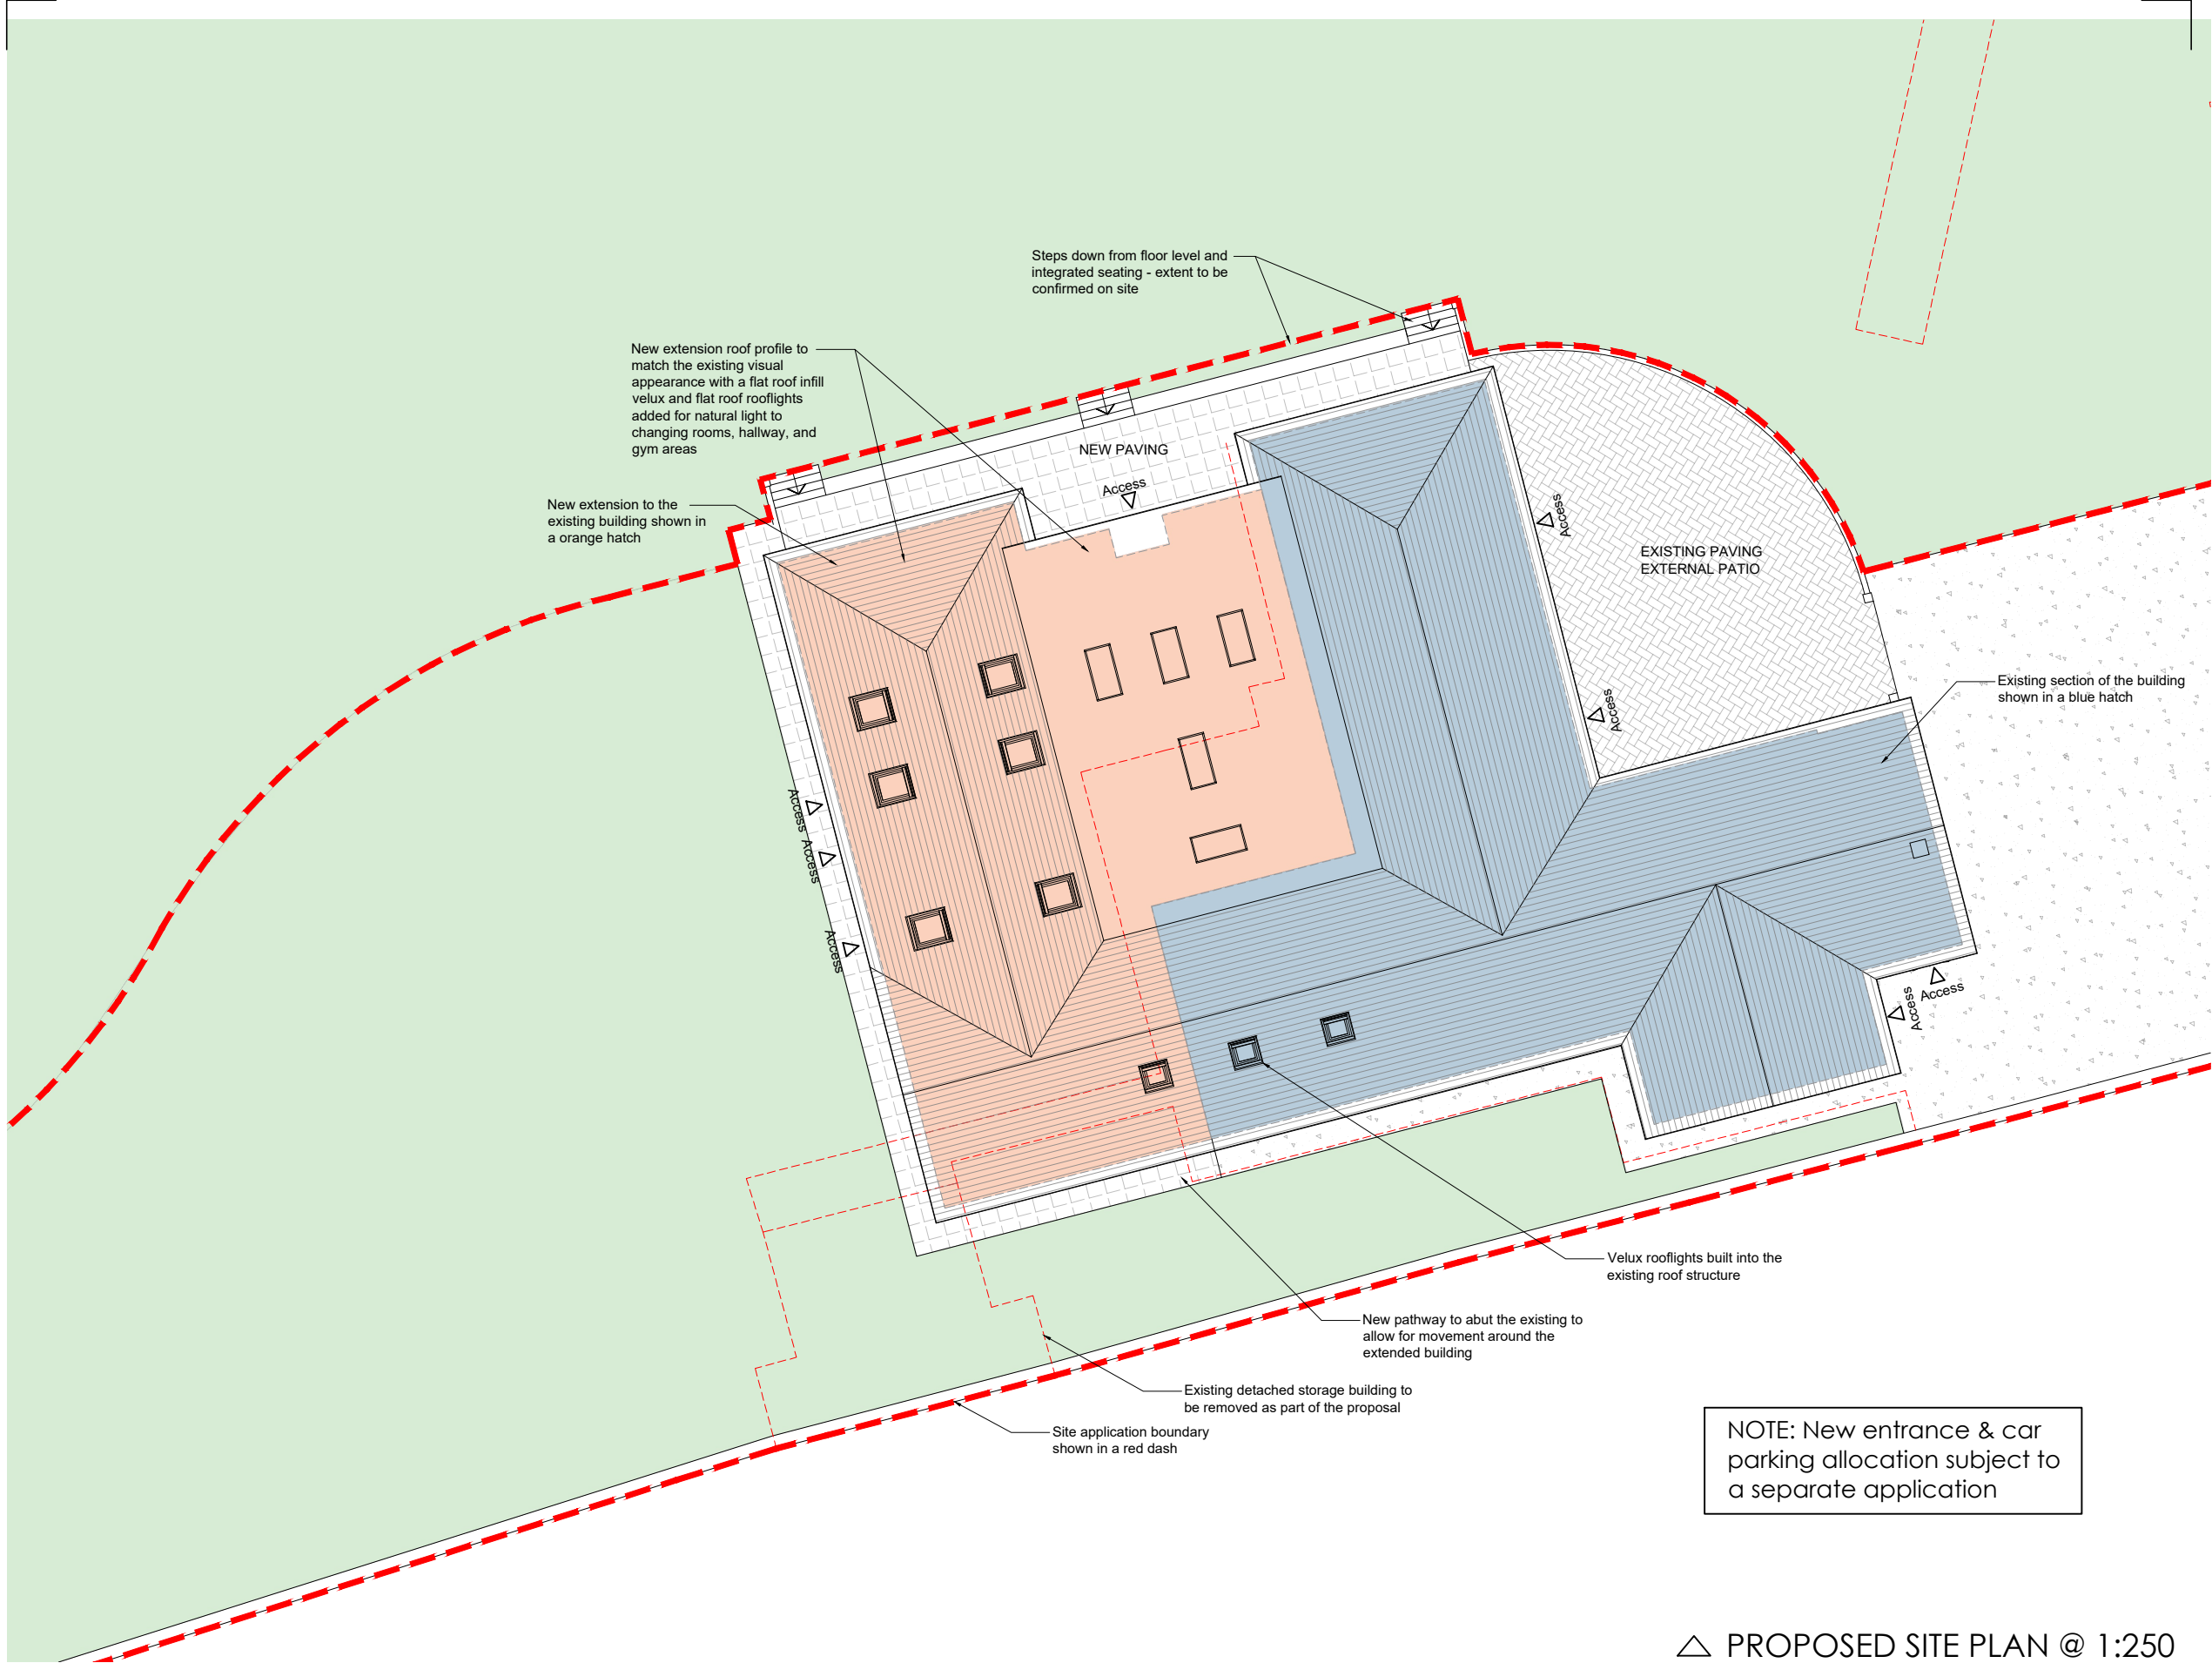 Steps down from floor level and
integrated seating - extent to be
confirmed on site
New extension roof profile to
match the existing visual
appearance with a flat roof infill
velux and flat roof rooflights
added for natural light to
changing rooms, hallway, and
gym areas
New extension to the
existing building shown in
a orange hatch
NEW PAVING
Access
Access
EXISTING PAVING
EXTERNAL PATIO
Access
Existing section of the building
shown in a blue hatch
Access
Access
Access
Access
Access
Velux rooflights built into the
existing roof structure
New pathway to abut the existing to
allow for movement around the
extended building
Existing detached storage building to
be removed as part of the proposal
Site application boundary
shown in a red dash
NOTE: New entrance & car
parking allocation subject to
a separate application
PROPOSED SITE PLAN @ 1:250